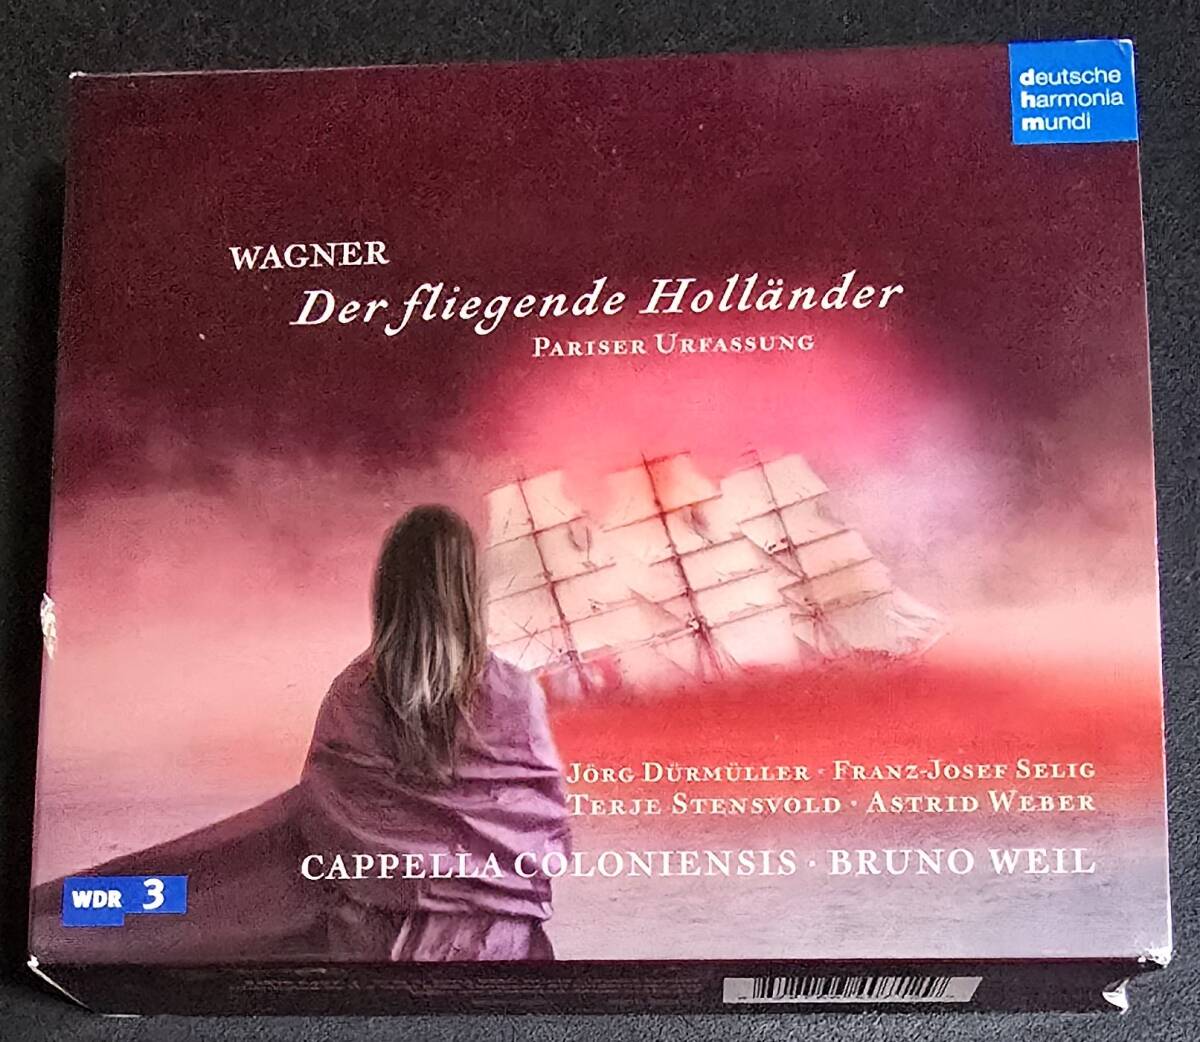 deutsche
harmonia
mundi
WAGNER
Der fliegende Holländer
PARISER URFASSUNG
JÖRG DÜRMÜLLER · FRANZ-JOSEF SELIG
TERJE STENSVOLD · ASTRID WEBER
CAPPELLA COLONIENSIS · BRUNO WEIL
WDR 3